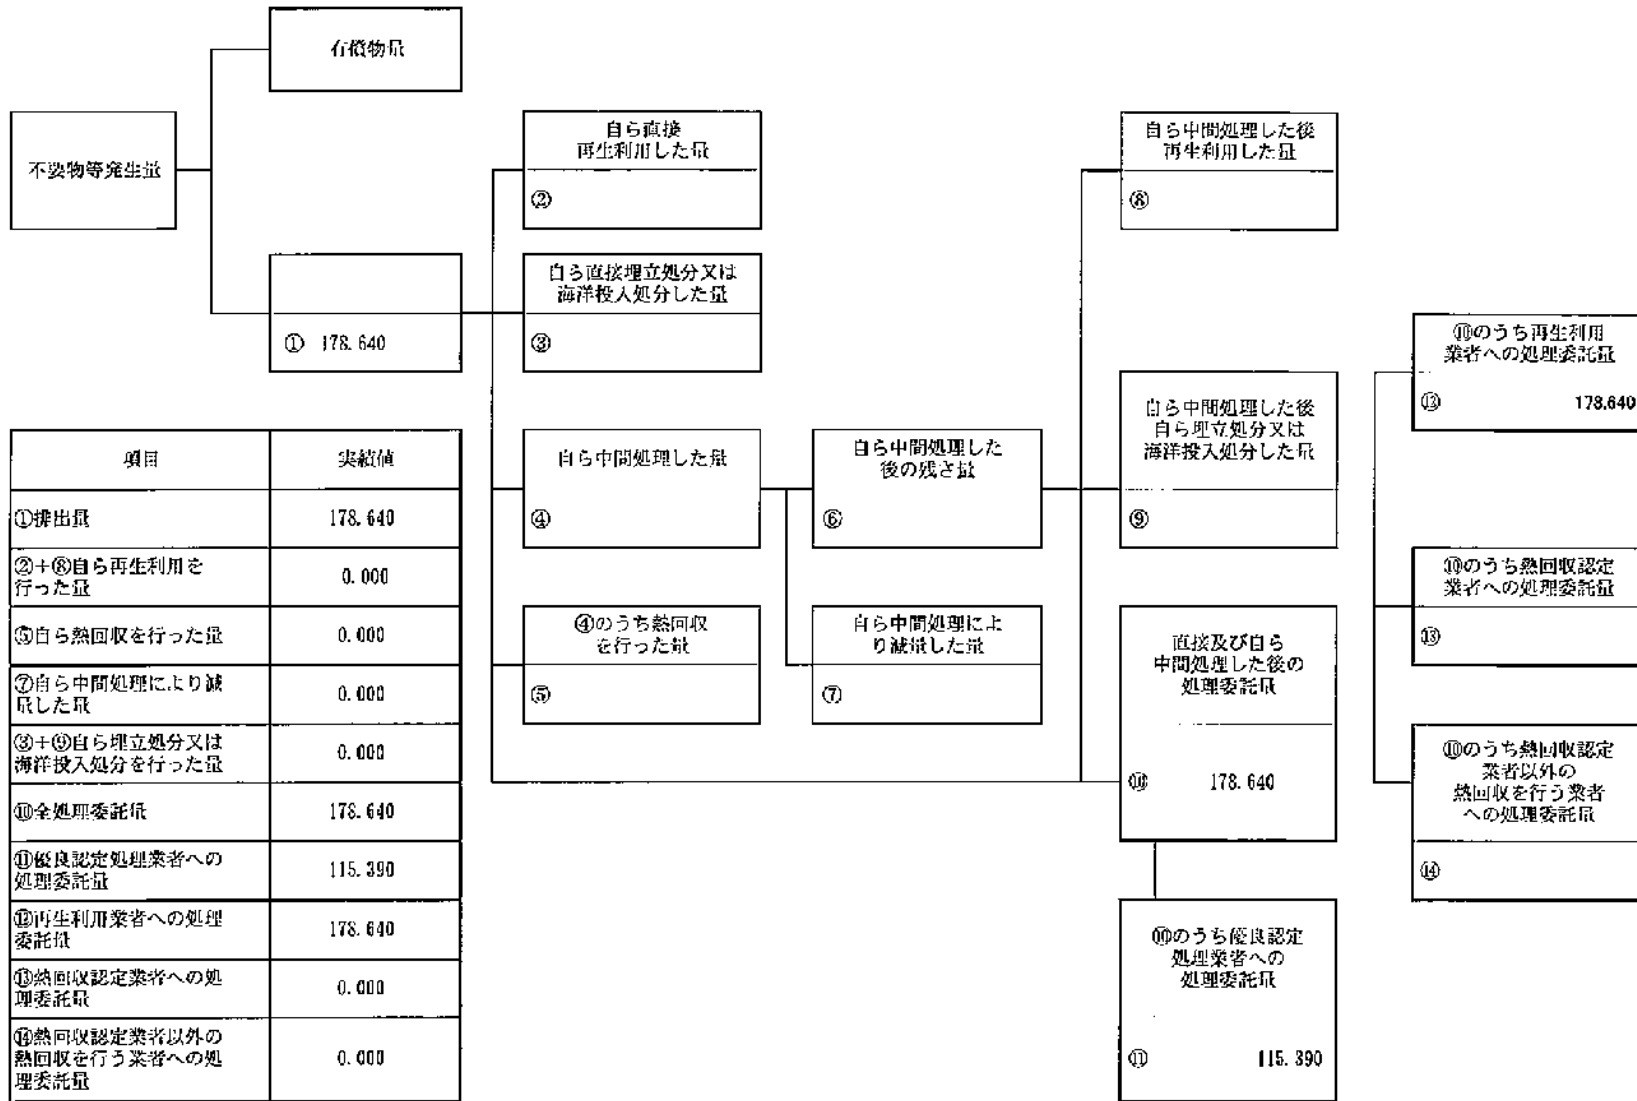 有償物量
不要物等発生量
① 178.640
自ら直接
再生利用した量
②
自ら直接埋立処分又は
海洋投入処分した量
③
自ら中間処理した量
④
④のうち熱回収
を行った量
⑤
自ら中間処理した
後の残さ量
⑥
自ら中間処理によ
り減量した量
⑦
自ら中間処理した後
再生利用した量
⑧
自ら中間処理した後
自ら埋立処分又は
海洋投入処分した量
⑨
直接及び自ら
中間処理した後の
処理委託量
⑩ 178.640
⑩のうち優良認定
処理業者への
処理委託量
⑪ 115.390
⑩のうち再生利用
業者への処理委託量
⑫ 178.640
⑩のうち熱回収認定
業者への処理委託量
⑬
⑩のうち熱回収認定
業者以外の
熱回収を行う業者
への処理委託量
⑭
項目 実績値
①排出量 178.640
②+⑧自ら再生利用を
行った量 0.000
⑤自ら熱回収を行った量 0.000
⑦自ら中間処理により減
量した量 0.000
③+⑨自ら埋立処分又は
海洋投入処分を行った量 0.000
⑩全処理委託量 178.640
⑪優良認定処理業者への
処理委託量 115.390
⑫再生利用業者への処理
委託量 178.640
⑬熱回収認定業者への処
理委託量 0.000
⑭熱回収認定業者以外の
熱回収を行う業者への処
理委託量 0.000